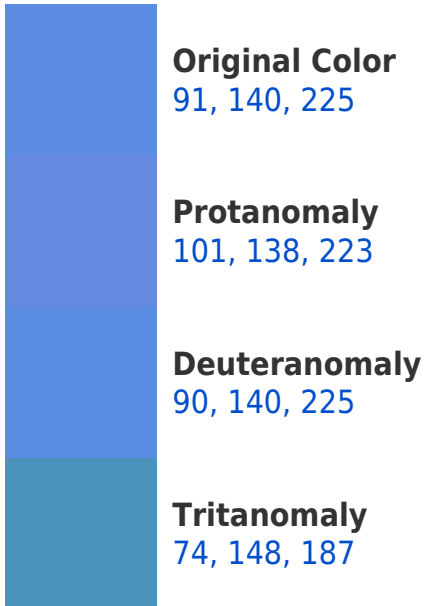 Original Color
91, 140, 225
Protanomaly
101, 138, 223
Deuteranomaly
90, 140, 225
Tritanomaly
74, 148, 187